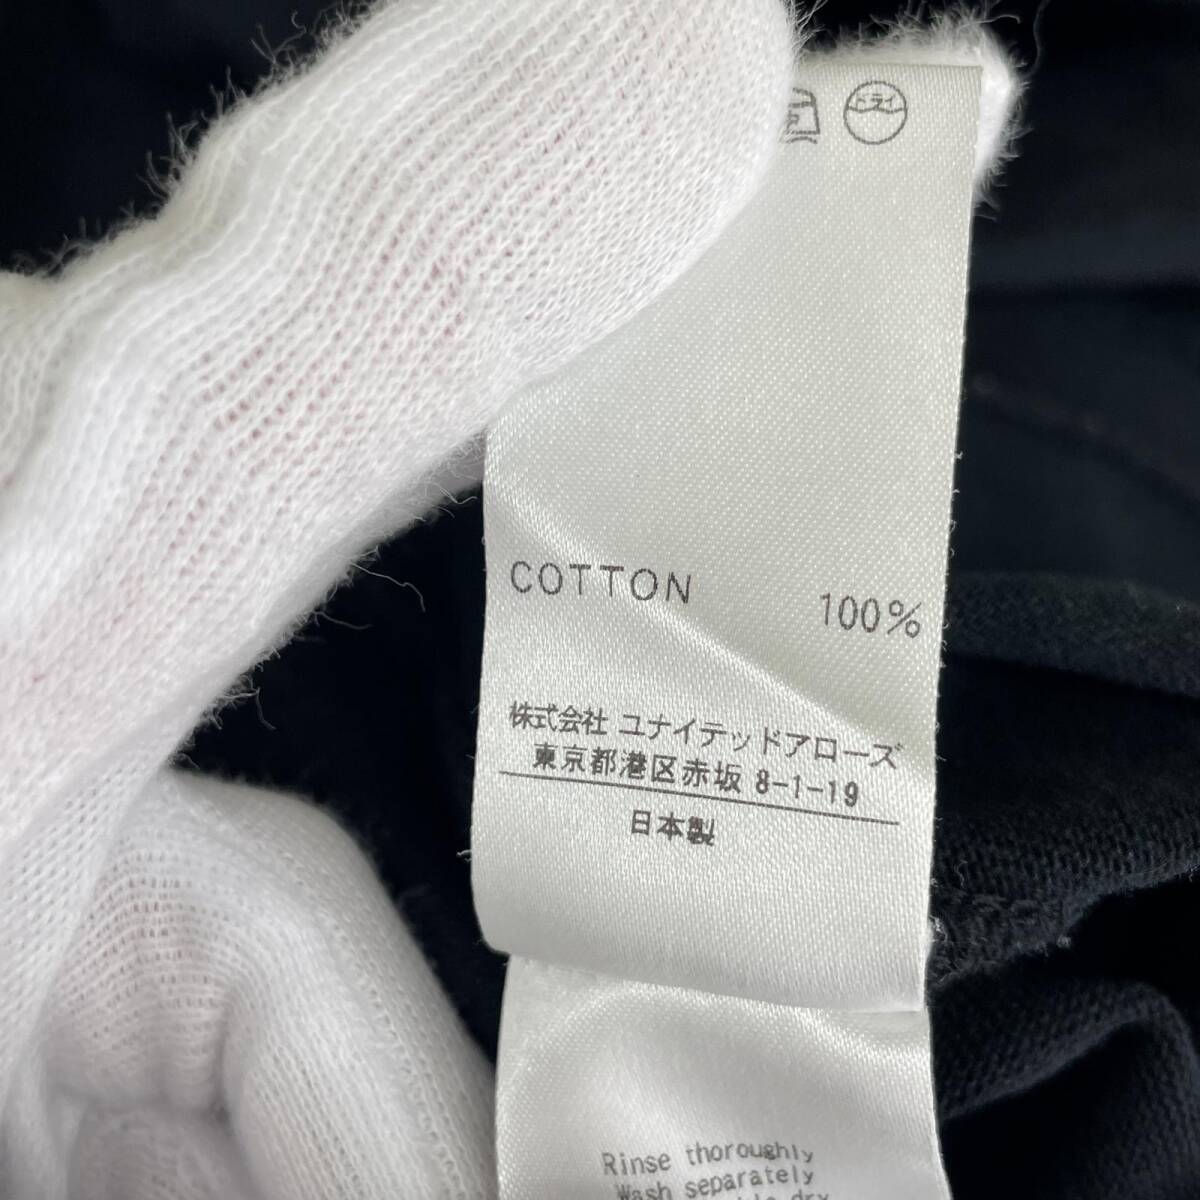 ドライ
COTTON 100%
株式会社 ユナイテッドアローズ
東京都港区赤坂 8-1-19
日本製
Rinse thoroughly
Wash separately
dry